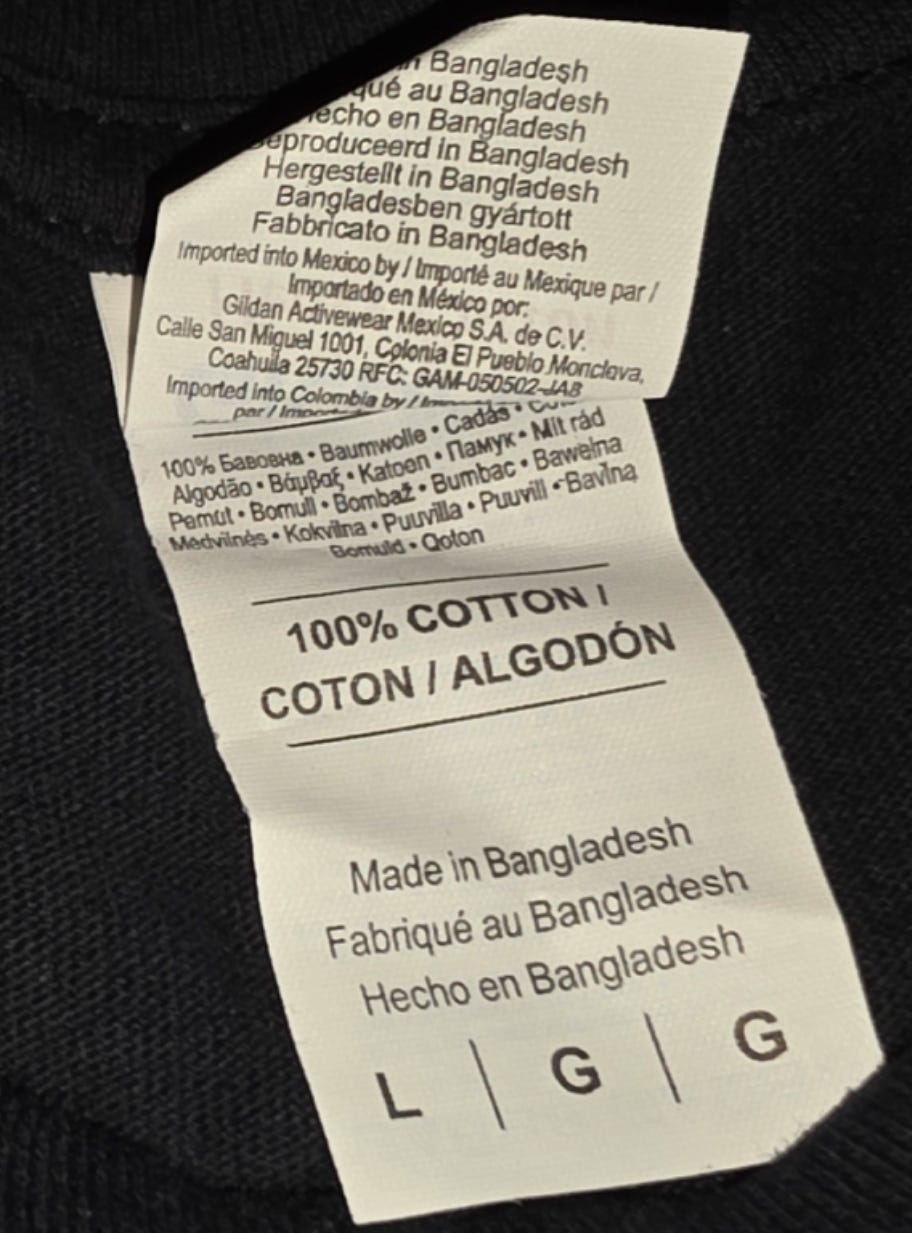 Bangladesh
au Bangladesh
en Bangladesh
in Bangladesh
Hergestellt in Bangladesh
Bangladesben gyártott
Fabbricato in Bangladesh
Imported into Mexico by / Importé au Mexique par /
Importado en México por:
Gildan Activewear Mexico S.A. de C.V.
Calle San Miguel 1001, Colonia El Pueblo Monclova,
Coahuila 25730 RFC: GAM-050502-JAB
Imported into Colombia by /
par /
100% Бавовна • Baumwolle • Cadás •
Algodão • Βάμβαξ • Katoen • Памук • Mit rád
Pamut • Bomull • Bombaž • Bumbac • Bawełna
Medvilnės • Kokvilna • Puuvilla • Puuvill • Bavlna
Bomuld • Qoton
100% COTTON /
COTON / ALGODÓN
Made in Bangladesh
Fabriqué au Bangladesh
Hecho en Bangladesh
L | G | G